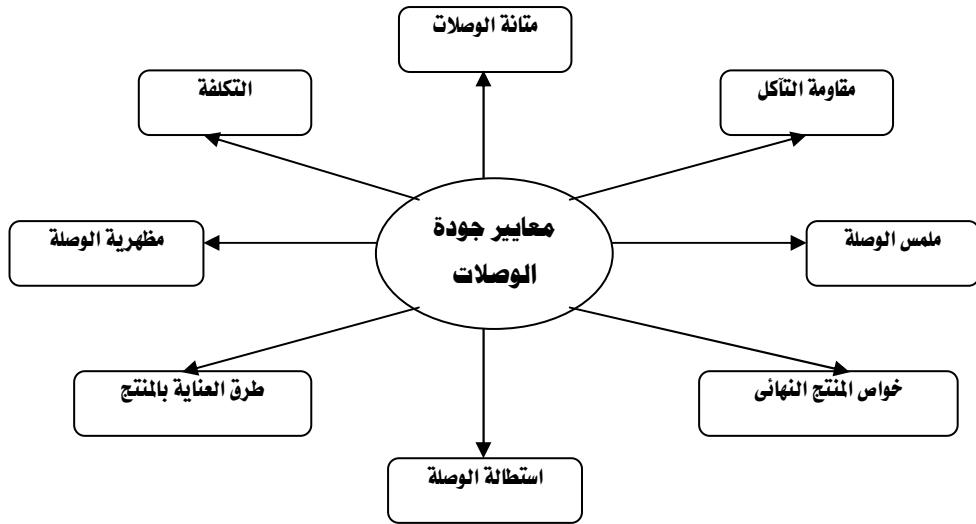 متانة الوصلات
مقاومة التآكل
التكلفة
معايير جودة
الوصلات
ملمس الوصلة
مظهرية الوصلة
خواص المنتج النهائى
طرق العناية بالمنتج
استطالة الوصلة